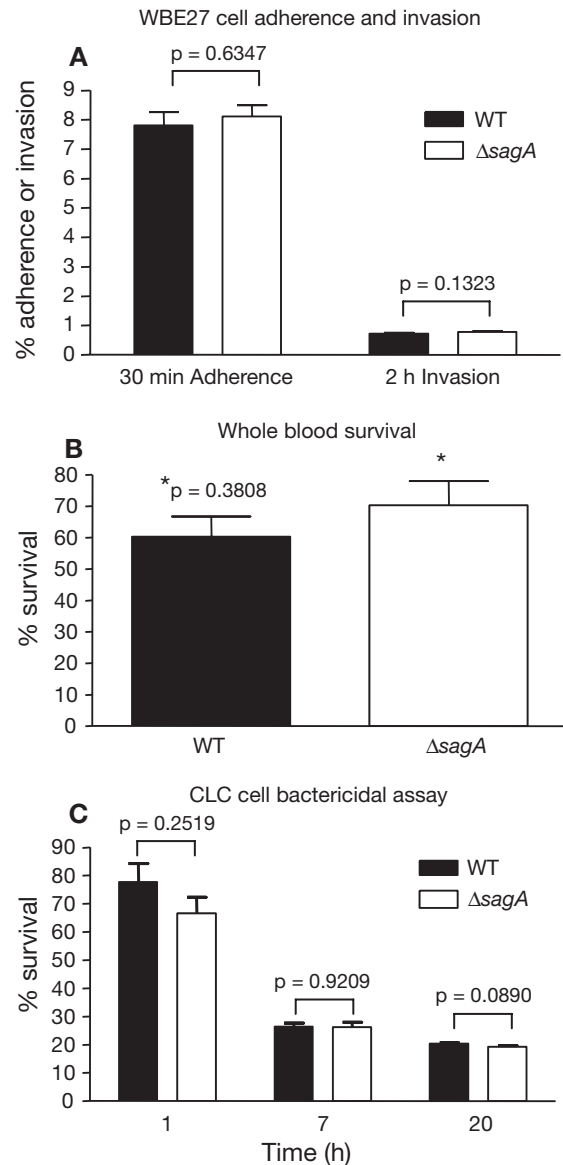 WBE27 cell adherence and invasion
A
p = 0.6347
9
8
7
6
5
4
3
2
1
0
% adherence or invasion
WT
ΔsagA
p = 0.1323
30 min Adherence
2 h Invasion
Whole blood survival
B
80
70
60
50
40
30
20
10
0
% survival
*p = 0.3808
*
WT
ΔsagA
CLC cell bactericidal assay
C
90
80
70
60
50
40
30
20
10
0
% survival
p = 0.2519
WT
ΔsagA
p = 0.9209
p = 0.0890
1
7
20
Time (h)